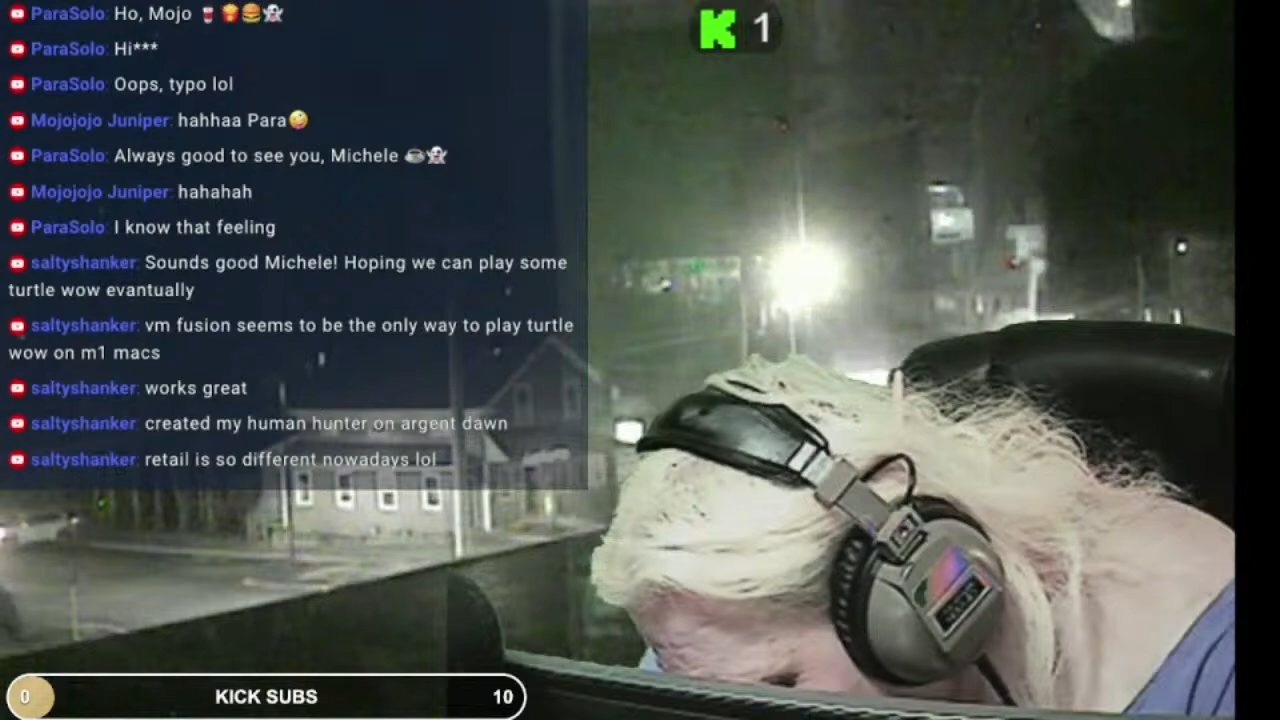 ParaSolo: Ho, Mojo 🥤🍟🍔👻
K 1
ParaSolo: Hi***
ParaSolo: Oops, typo lol
Mojojojo Juniper: hahhaa Para🤪
ParaSolo: Always good to see you, Michele ☕👻
Mojojojo Juniper: hahahah
ParaSolo: I know that feeling
saltyshanker: Sounds good Michele! Hoping we can play some
turtle wow evantually
saltyshanker: vm fusion seems to be the only way to play turtle
wow on m1 macs
saltyshanker: works great
saltyshanker: created my human hunter on argent dawn
saltyshanker: retail is so different nowadays lol
0 KICK SUBS 10